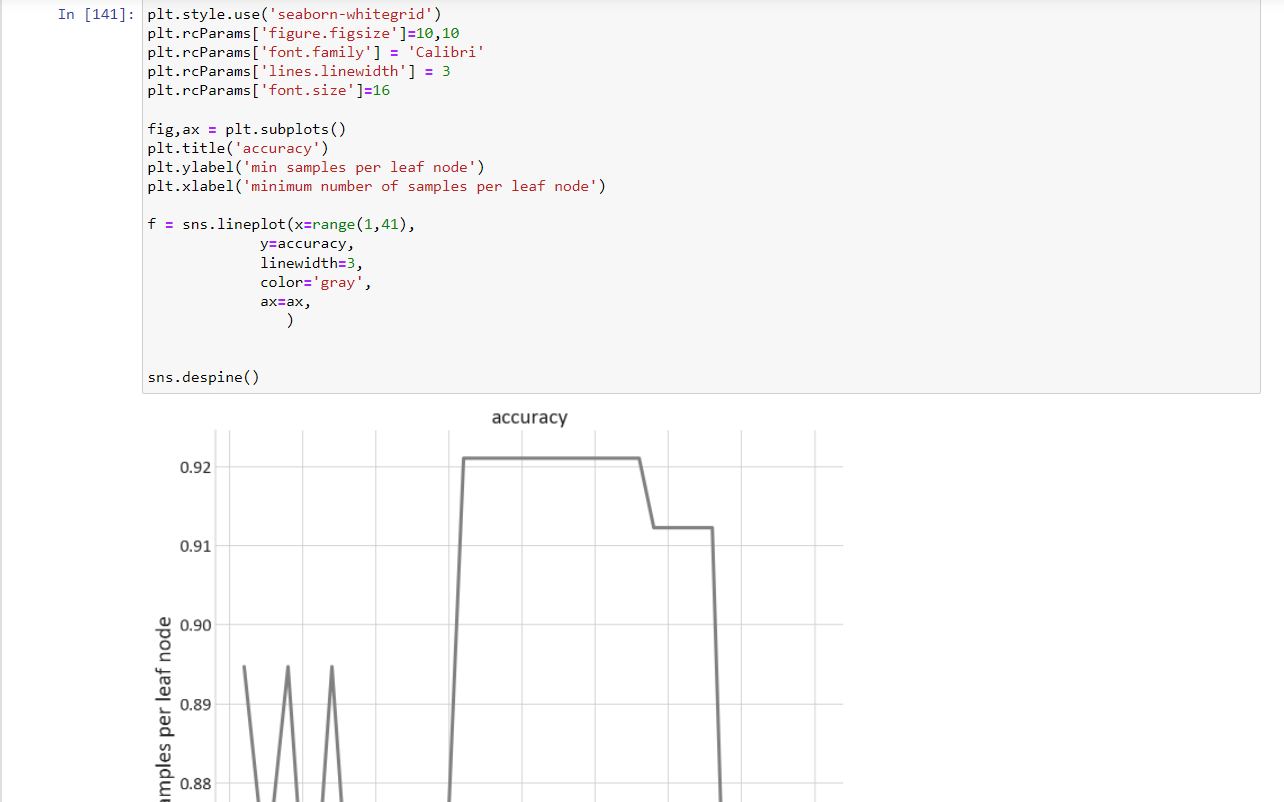 In [141]: plt.style.use('seaborn-whitegrid')
plt.rcParams['figure.figsize']=10,10
plt.rcParams['font.family'] = 'Calibri'
plt.rcParams['lines.linewidth'] = 3
plt.rcParams['font.size']=16
fig,ax = plt.subplots()
plt.title('accuracy')
plt.ylabel('min samples per leaf node')
plt.xlabel('minimum number of samples per leaf node')
f = sns.lineplot(x=range(1,41),
y=accuracy,
linewidth=3,
color='gray',
ax=ax,
)
sns.despine()
accuracy
0.92
0.91
0.90
0.89
0.88
amples per leaf node